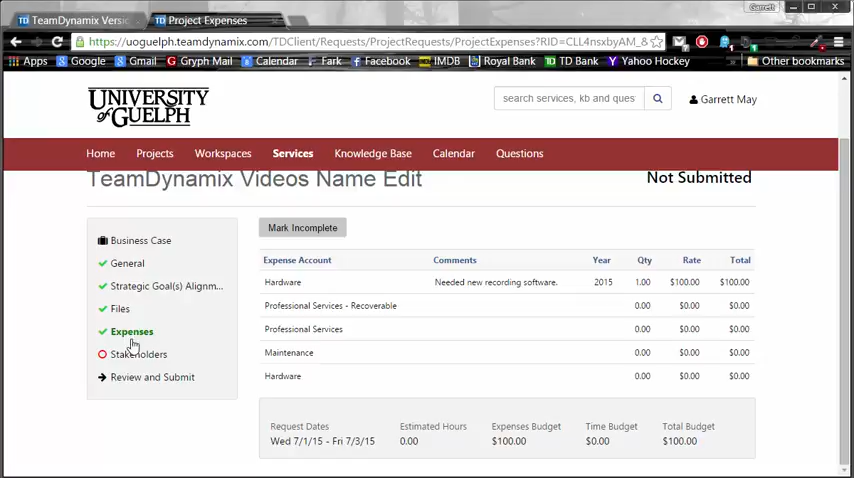 Garrett
TD TeamDynamix Versi
TD Project Expenses
https://uoguelph.teamdynamix.com/TDClient/Requests/ProjectRequests/ProjectExpenses?RID=CLL4nsxbyAM_&
Apps Google Gmail Gryph Mail Calendar Fark Facebook IMDB Royal Bank TD Bank Yahoo Hockey » Other bookmarks
UNIVERSITY
of GUELPH
search services, kb and ques
Garrett May
Home Projects Workspaces Services Knowledge Base Calendar Questions
TeamDynamix Videos Name Edit
Not Submitted
Business Case
General
Strategic Goal(s) Alignm...
Files
Expenses
Stakeholders
Review and Submit
Mark Incomplete
Expense Account Comments Year Qty Rate Total
Hardware Needed new recording software. 2015 1.00 $100.00 $100.00
Professional Services - Recoverable 0.00 $0.00 $0.00
Professional Services 0.00 $0.00 $0.00
Maintenance 0.00 $0.00 $0.00
Hardware 0.00 $0.00 $0.00
Request Dates Estimated Hours Expenses Budget Time Budget Total Budget
Wed 7/1/15 - Fri 7/3/15 0.00 $100.00 $0.00 $100.00